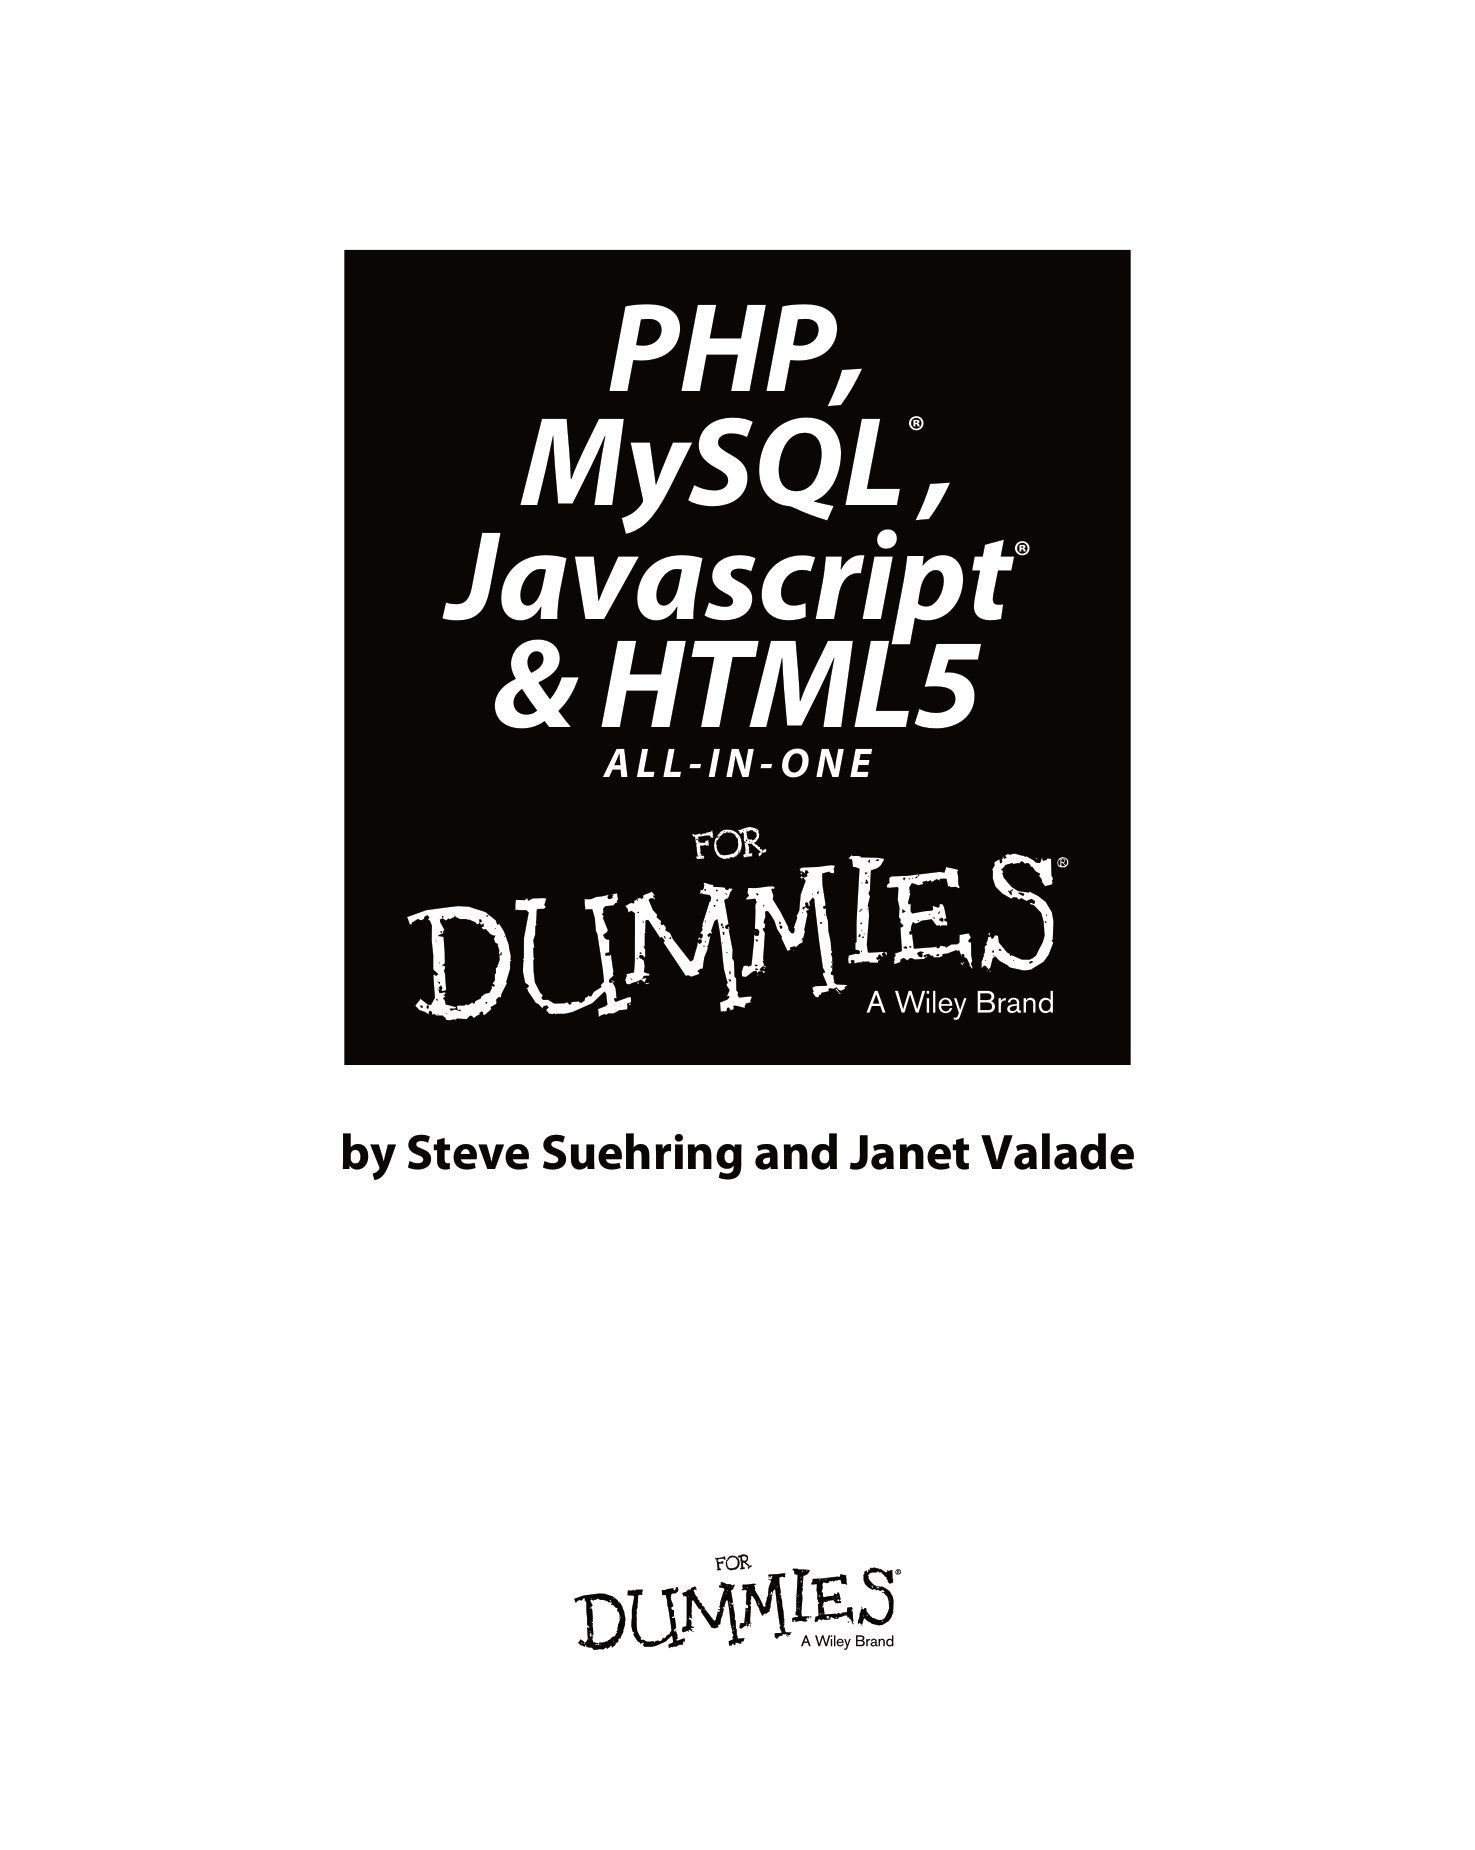 PHP,
MySQL®,
Javascript®
& HTML5
ALL-IN-ONE
FOR
DUMMIES®
A Wiley Brand
by Steve Suehring and Janet Valade
FOR
DUMMIES®
A Wiley Brand